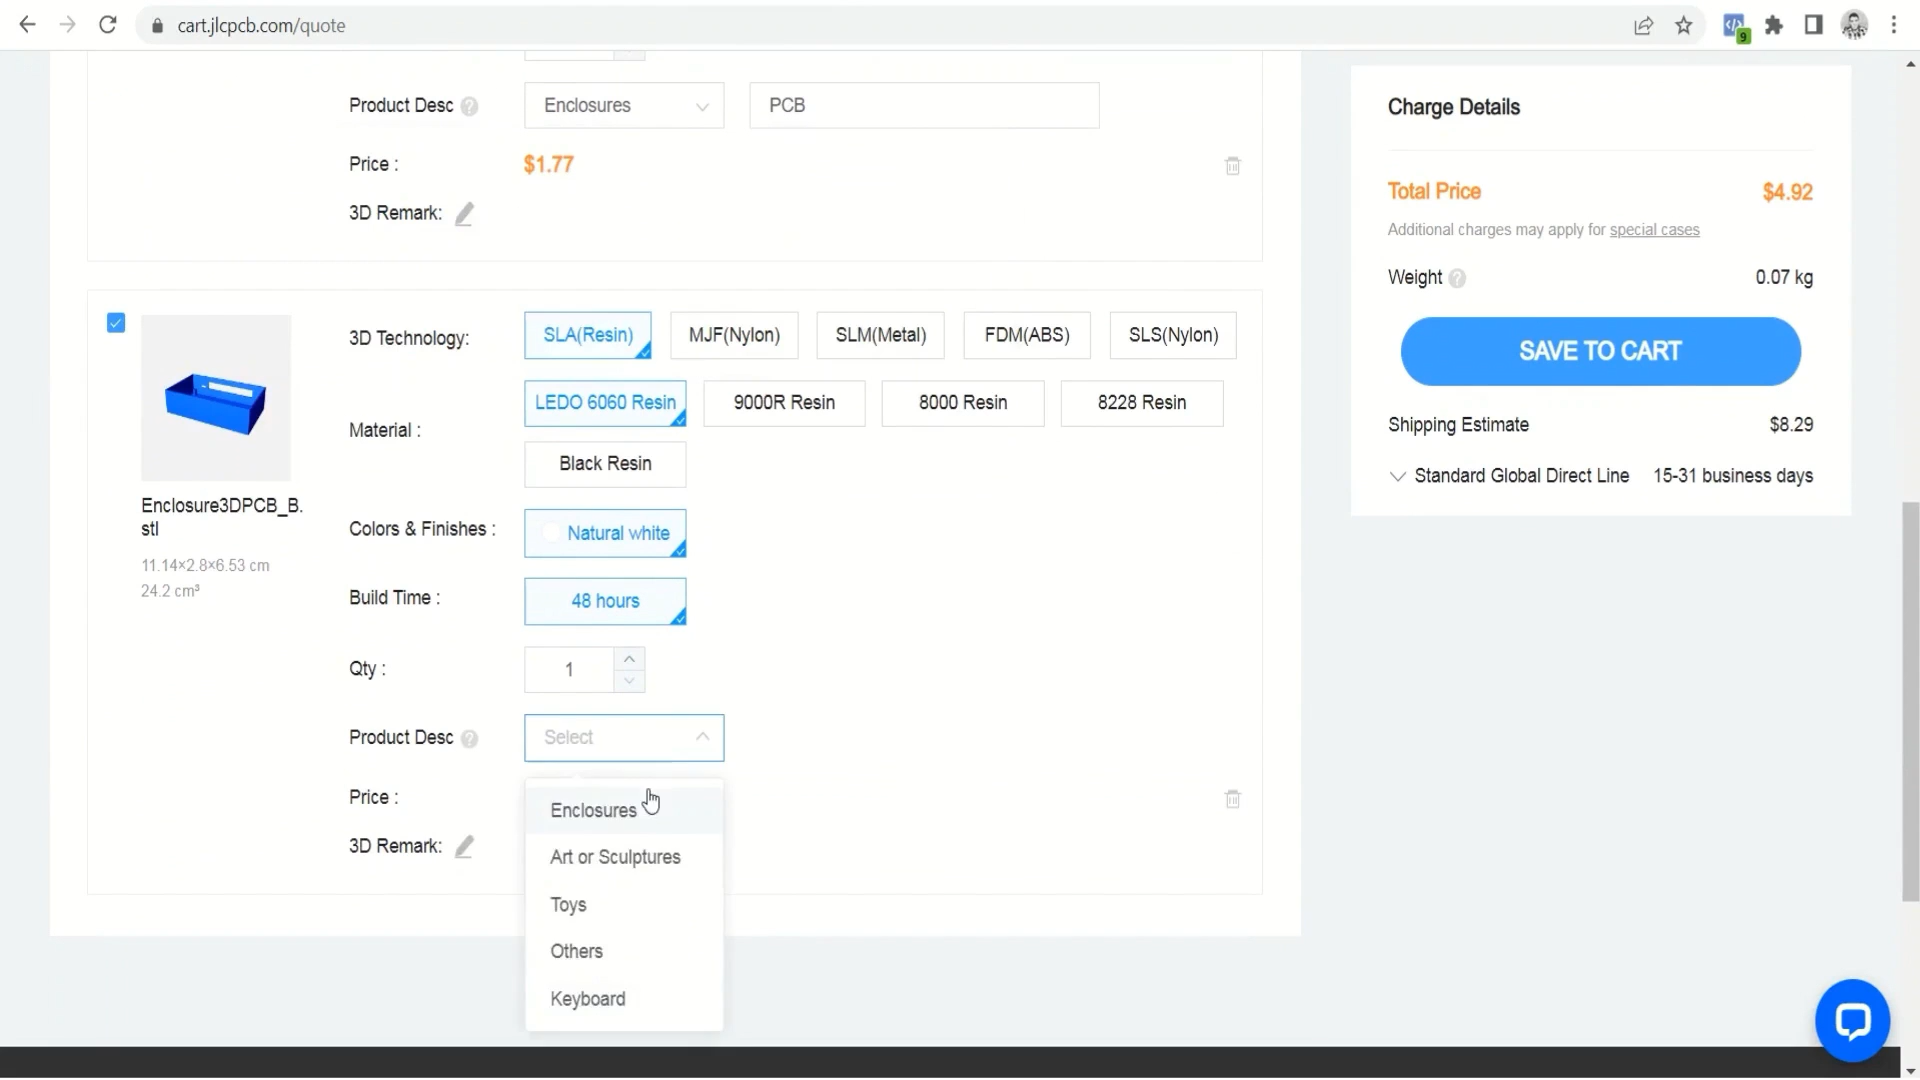 cart.jlcpcb.com/quote
9
Product Desc ? Enclosures PCB
Price : $1.77
3D Remark:
Charge Details
Total Price $4.92
Additional charges may apply for special cases
Weight ? 0.07 kg
SAVE TO CART
Shipping Estimate $8.29
Standard Global Direct Line 15-31 business days
3D Technology: SLA(Resin) MJF(Nylon) SLM(Metal) FDM(ABS) SLS(Nylon)
Material : LEDO 6060 Resin 9000R Resin 8000 Resin 8228 Resin
Black Resin
Enclosure3DPCB_B.
stl
11.14×2.8×6.53 cm
24.2 cm³
Colors & Finishes : Natural white
Build Time : 48 hours
Qty : 1
Product Desc ? Select
Price :
3D Remark:
Enclosures
Art or Sculptures
Toys
Others
Keyboard